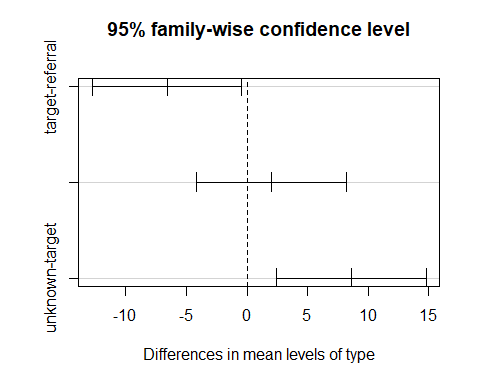 95% family-wise confidence level
target-referral
unknown-target
-10 -5 0 5 10 15
Differences in mean levels of type